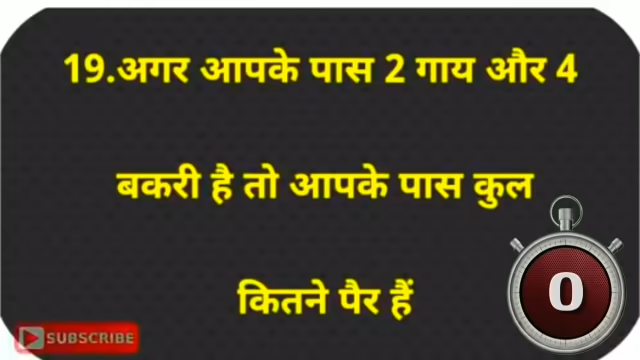 19.अगर आपके पास 2 गाय और 4
बकरी है तो आपके पास कुल
कितने पैर हैं
0
SUBSCRIBE